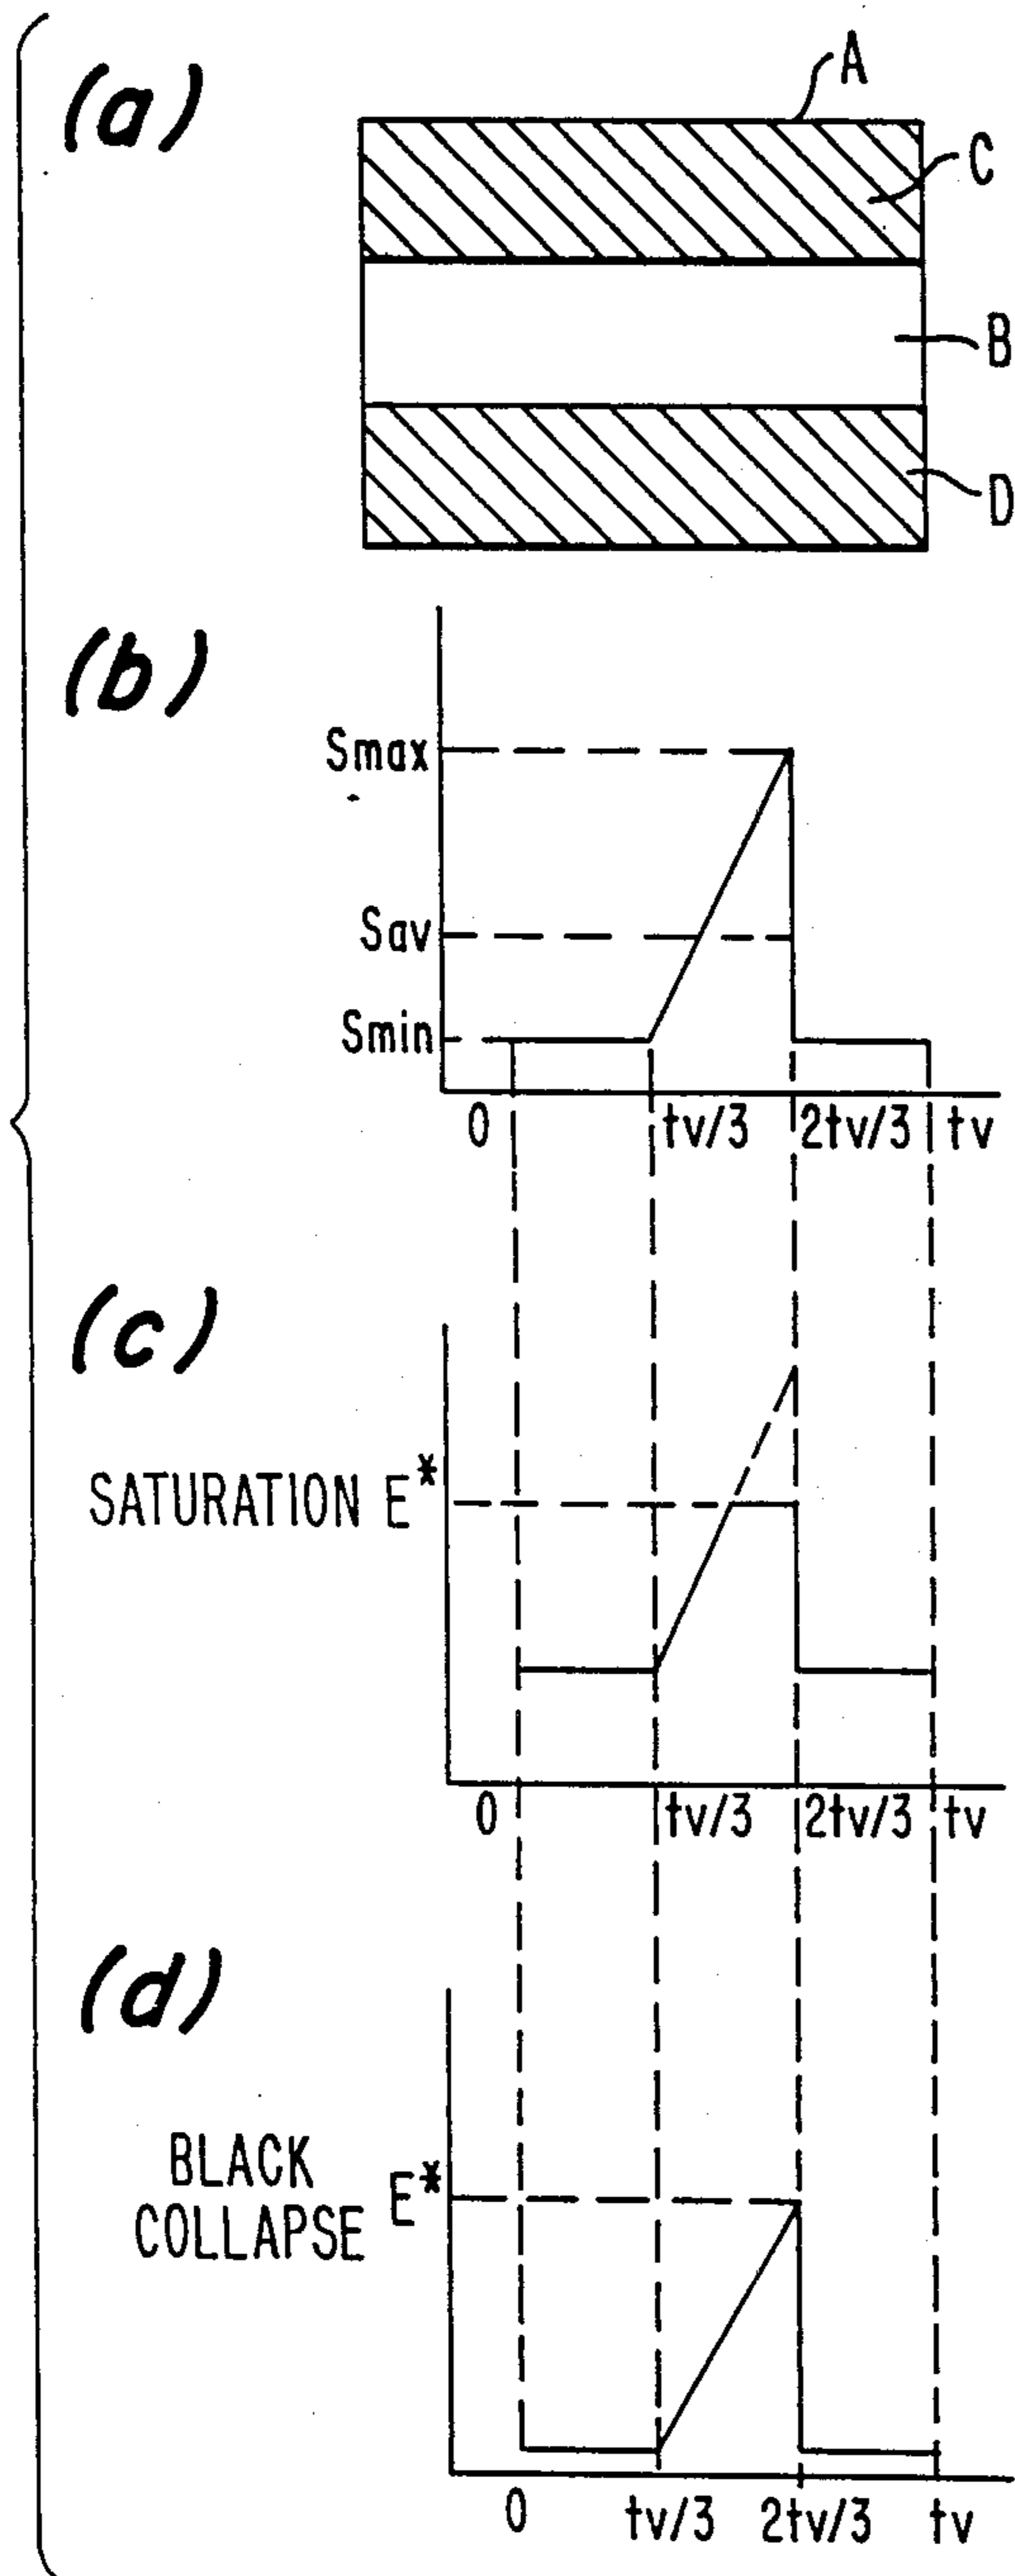 (a)
A
C
B
D
(b)
Smax
Sav
Smin
0 tv/3 2tv/3 tv
(c)
SATURATION E*
0 tv/3 2tv/3 tv
(d)
BLACK
COLLAPSE E*
0 tv/3 2tv/3 tv